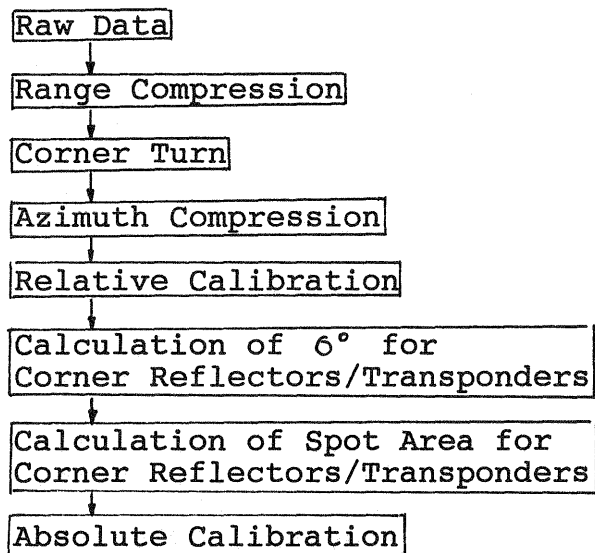 Raw Data
Range Compression
Corner Turn
Azimuth Compression
Relative Calibration
Calculation of σ° for
Corner Reflectors/Transponders
Calculation of Spot Area for
Corner Reflectors/Transponders
Absolute Calibration